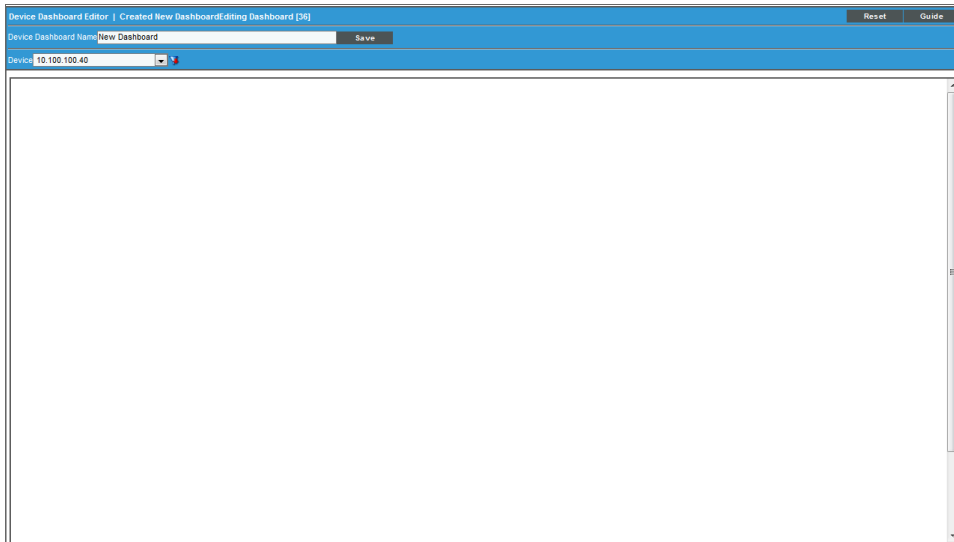 Device Dashboard Editor | Created New DashboardEditing Dashboard [36] Reset Guide
Device Dashboard Name New Dashboard Save
Device 10.100.100.40